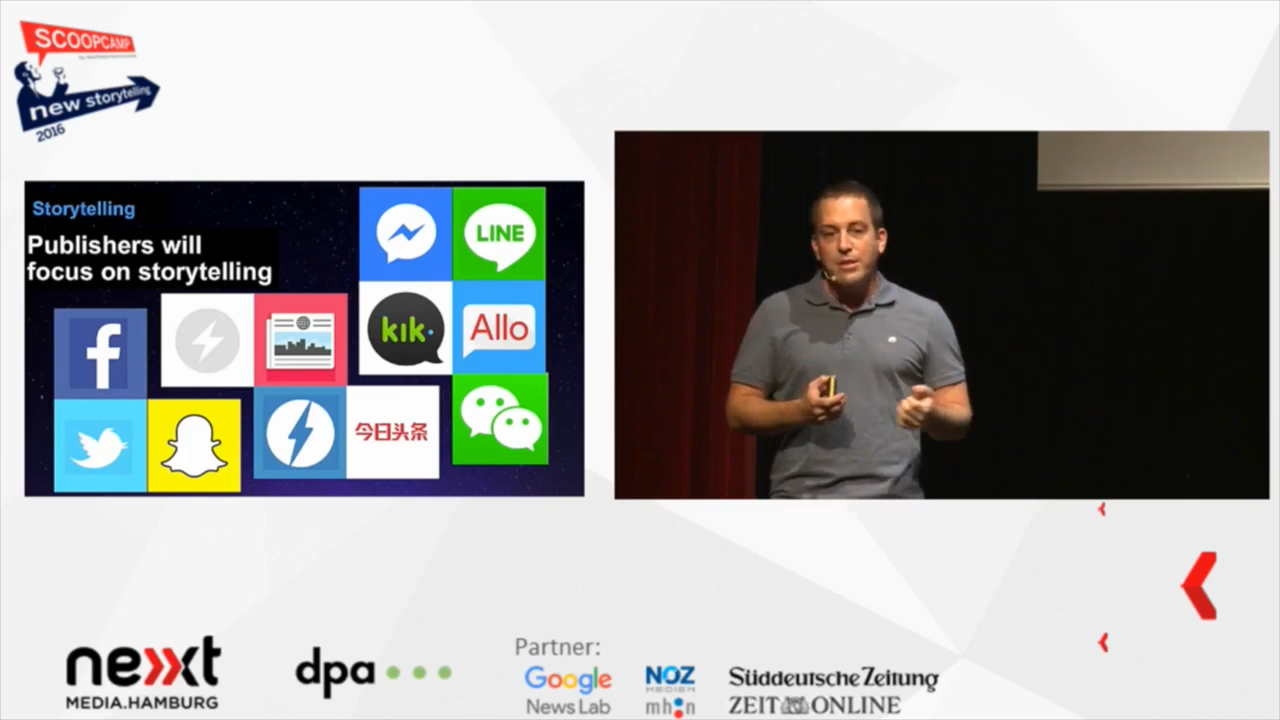 SCOOPCAMP
new storytelling
2016
Storytelling
Publishers will
focus on storytelling
LINE
kik
Allo
f
今日头条
nexxt
MEDIA.HAMBURG
dpa
Partner:
Google
News Lab
NOZ
MEDIEN
mh:n
Süddeutsche Zeitung
ZEIT ONLINE